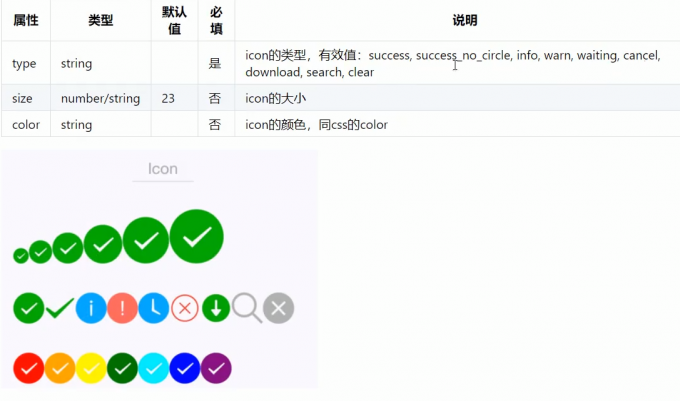 属性 类型 默认值 必填 说明
type string 是 icon的类型，有效值：success, success_no_circle, info, warn, waiting, cancel,
download, search, clear
size number/string 23 否 icon的大小
color string 否 icon的颜色，同css的color
Icon